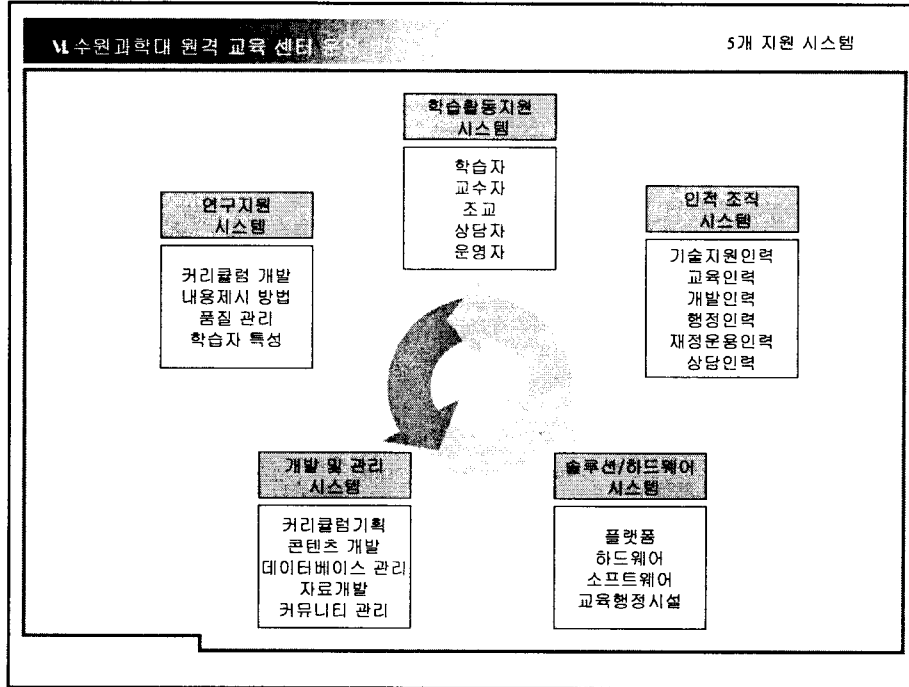 VI. 수원과학대 원격 교육 센터 운영
5개 지원 시스템
학습활동지원
시스템
학습자
교수자
조교
상담자
운영자
연구지원
시스템
커리큘럼 개발
내용제시 방법
품질 관리
학습자 특성
인적 조직
시스템
기술지원인력
교육인력
개발인력
행정인력
재정운용인력
상담인력
개발 및 관리
시스템
커리큘럼기획
콘텐츠 개발
데이터베이스 관리
자료개발
커뮤니티 관리
솔루션/하드웨어
시스템
플랫폼
하드웨어
소프트웨어
교육행정시설